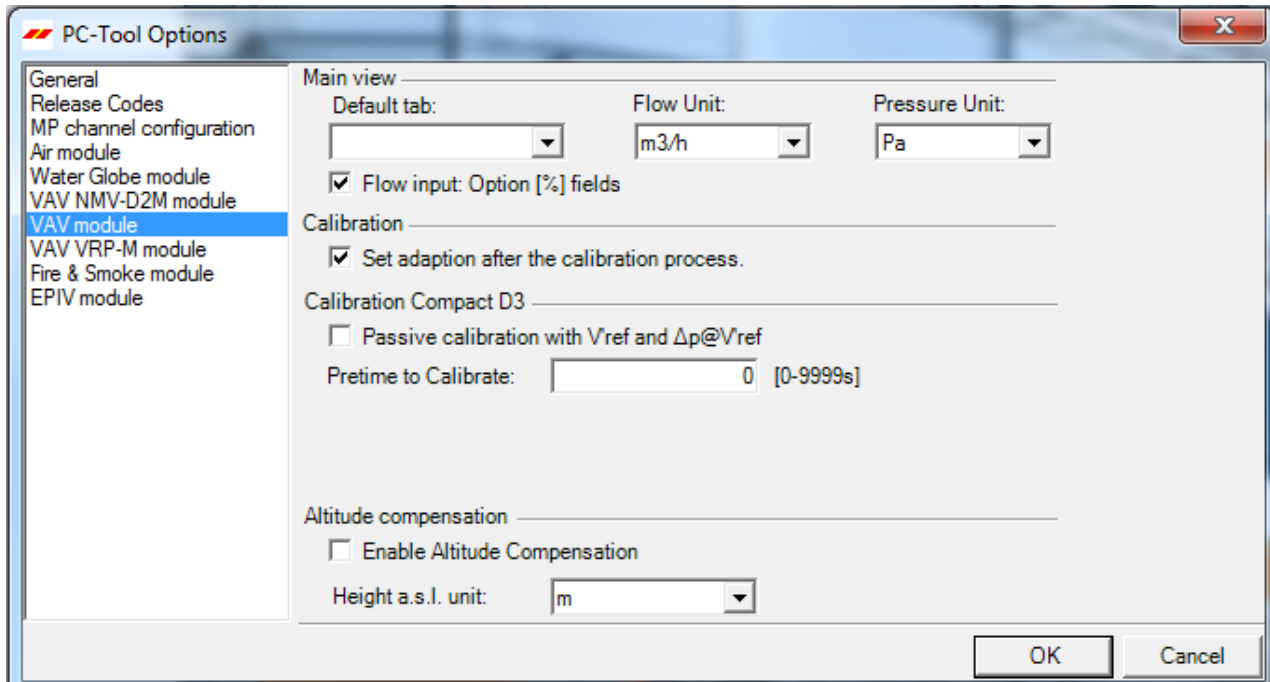 PC-Tool Options
General
Release Codes
MP channel configuration
Air module
Water Globe module
VAV NMV-D2M module
VAV module
VAV VRP-M module
Fire & Smoke module
EPIV module
Main view
Default tab: Flow Unit: Pressure Unit:
m3/h Pa
Flow input: Option [%] fields
Calibration
Set adaption after the calibration process.
Calibration Compact D3
Passive calibration with V'ref and Δp@V'ref
Pretime to Calibrate: 0 [0-9999s]
Altitude compensation
Enable Altitude Compensation
Height a.s.l. unit: m
OK Cancel